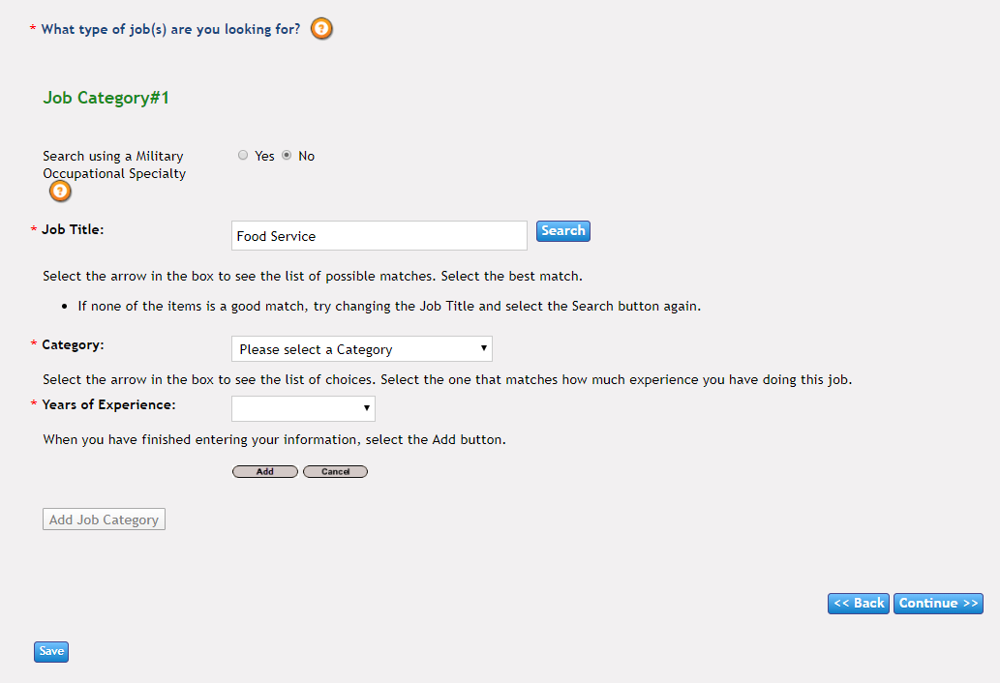 * What type of job(s) are you looking for? ?
Job Category#1
Search using a Military Yes No
Occupational Specialty
?
* Job Title: Food Service Search
Select the arrow in the box to see the list of possible matches. Select the best match.
• If none of the items is a good match, try changing the Job Title and select the Search button again.
* Category: Please select a Category
Select the arrow in the box to see the list of choices. Select the one that matches how much experience you have doing this job.
* Years of Experience:
When you have finished entering your information, select the Add button.
Add Cancel
Add Job Category
<< Back Continue >>
Save